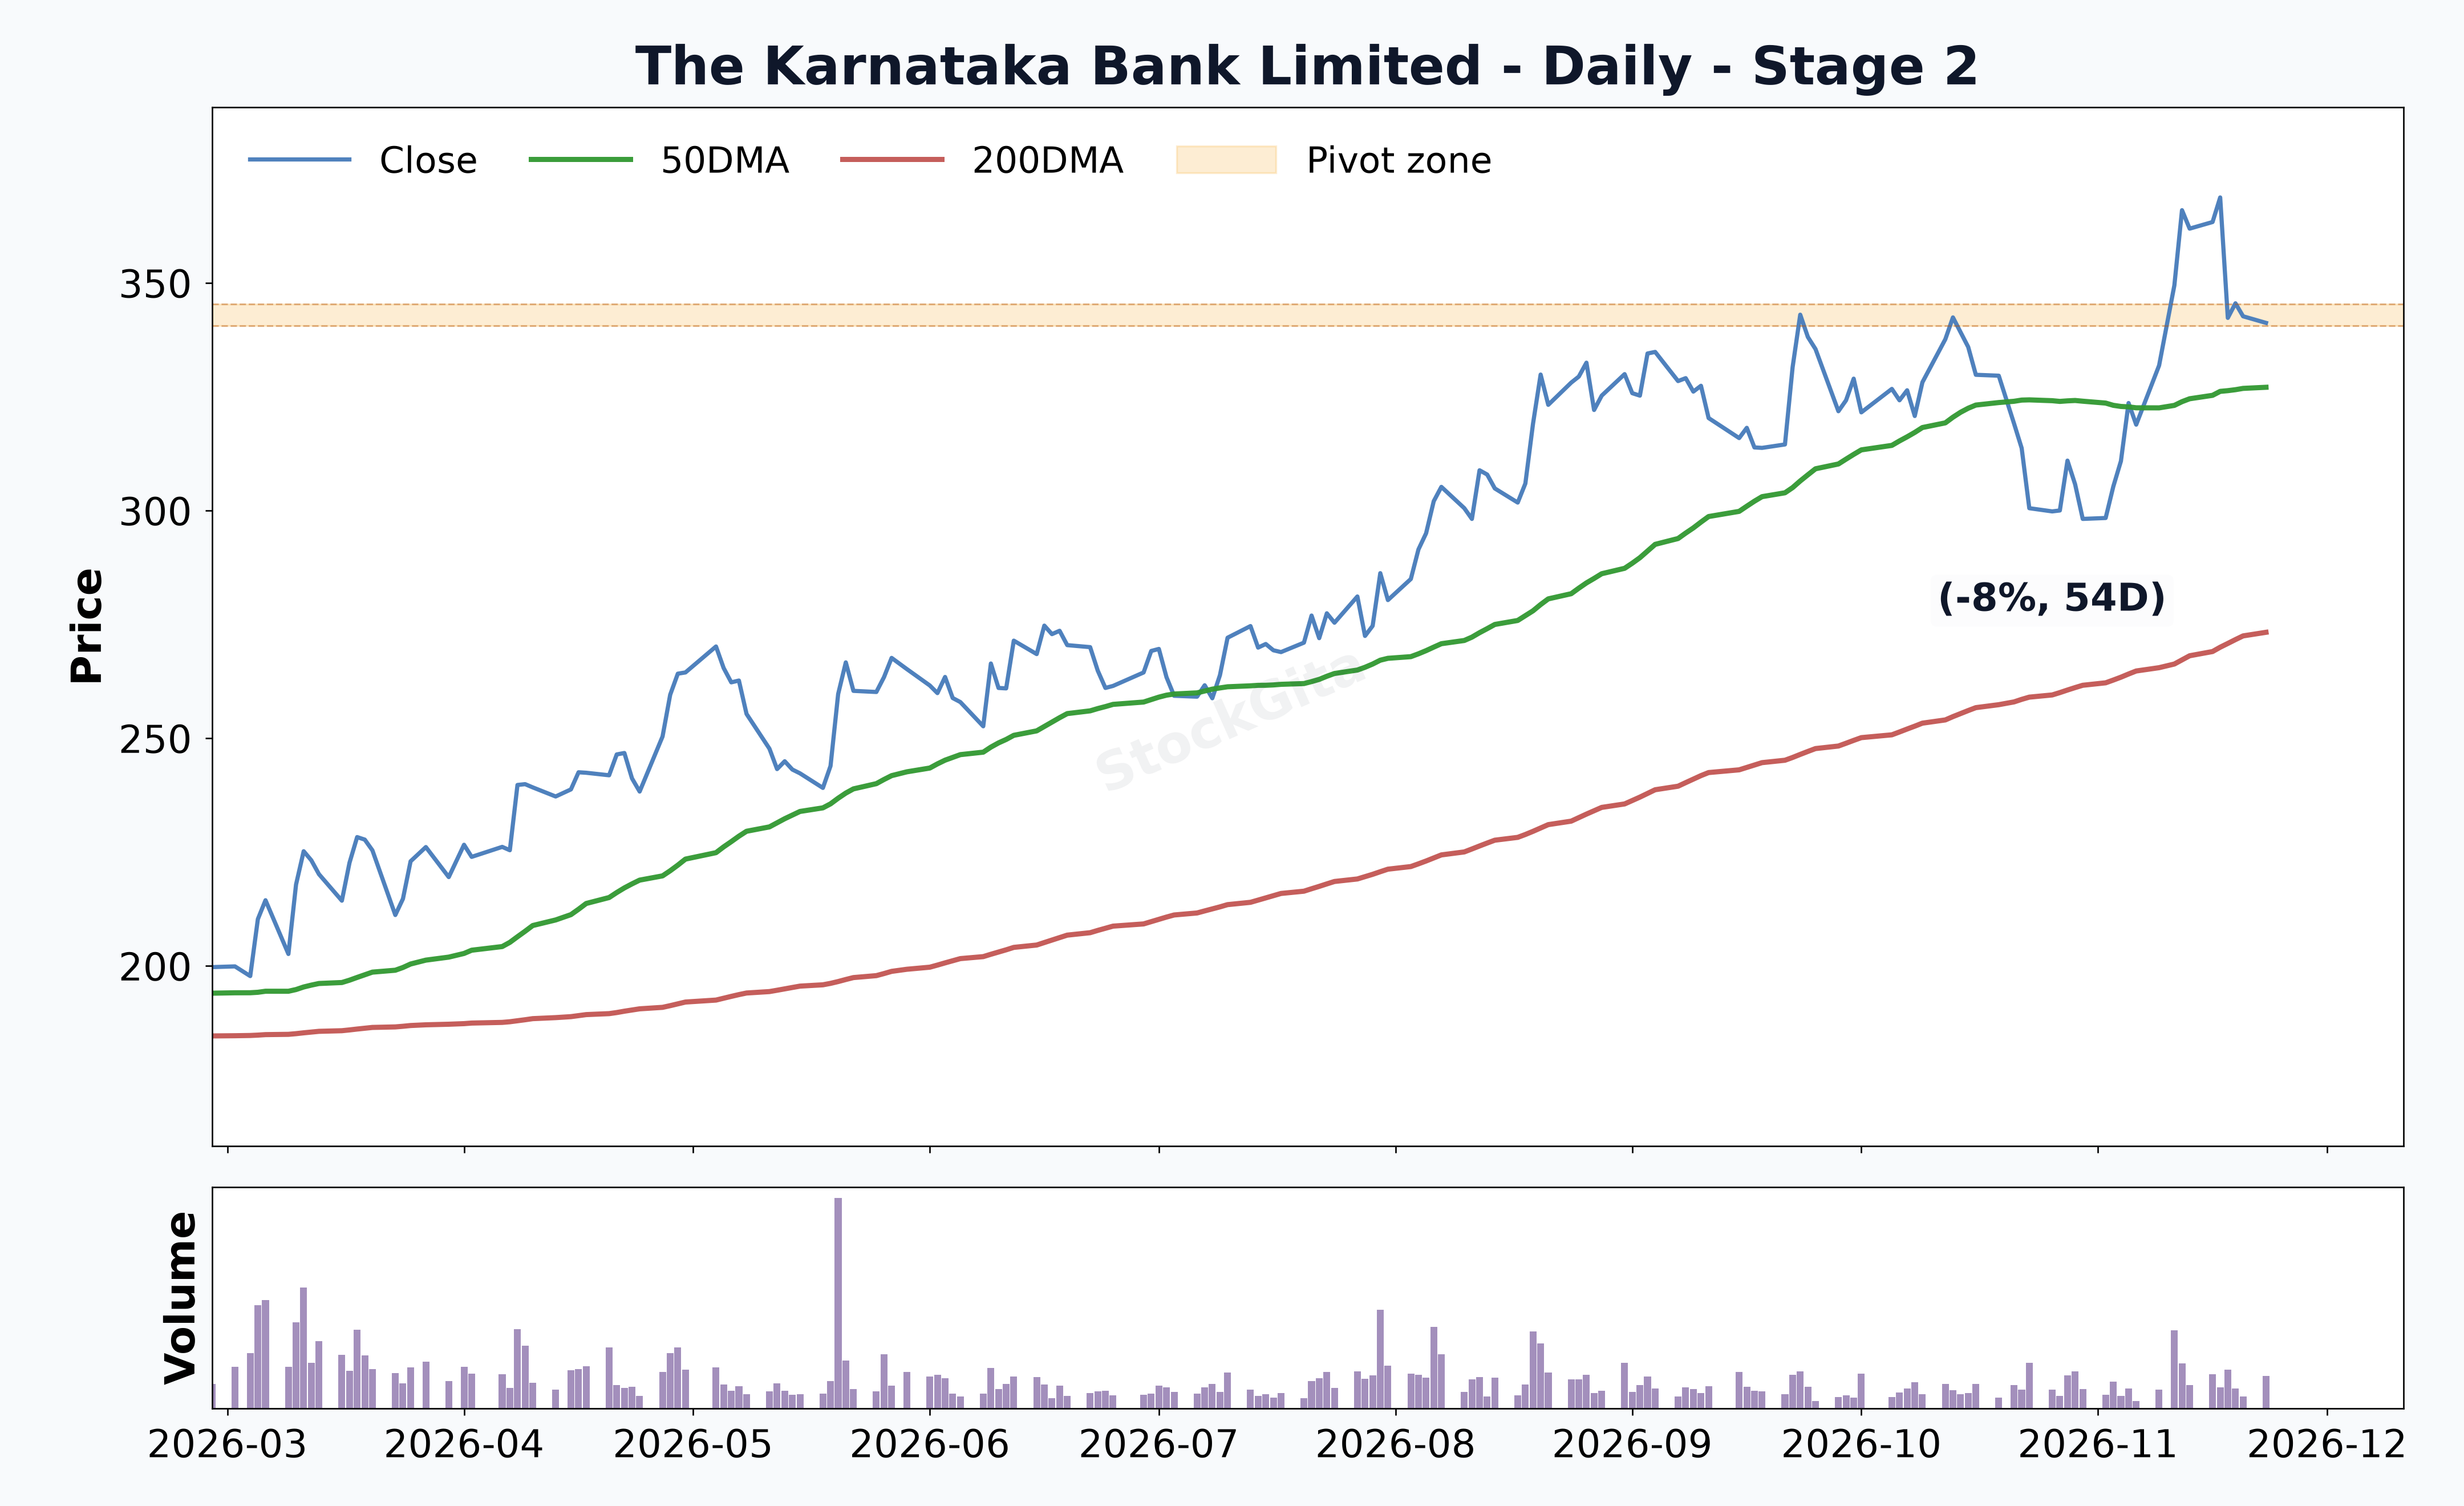 The Karnataka Bank Limited - Daily - Stage 2
Close 50DMA 200DMA Pivot zone
350
300
250
200
Price
(-8%, 54D)
StockGita
Volume
2026-03 2026-04 2026-05 2026-06 2026-07 2026-08 2026-09 2026-10 2026-11 2026-12